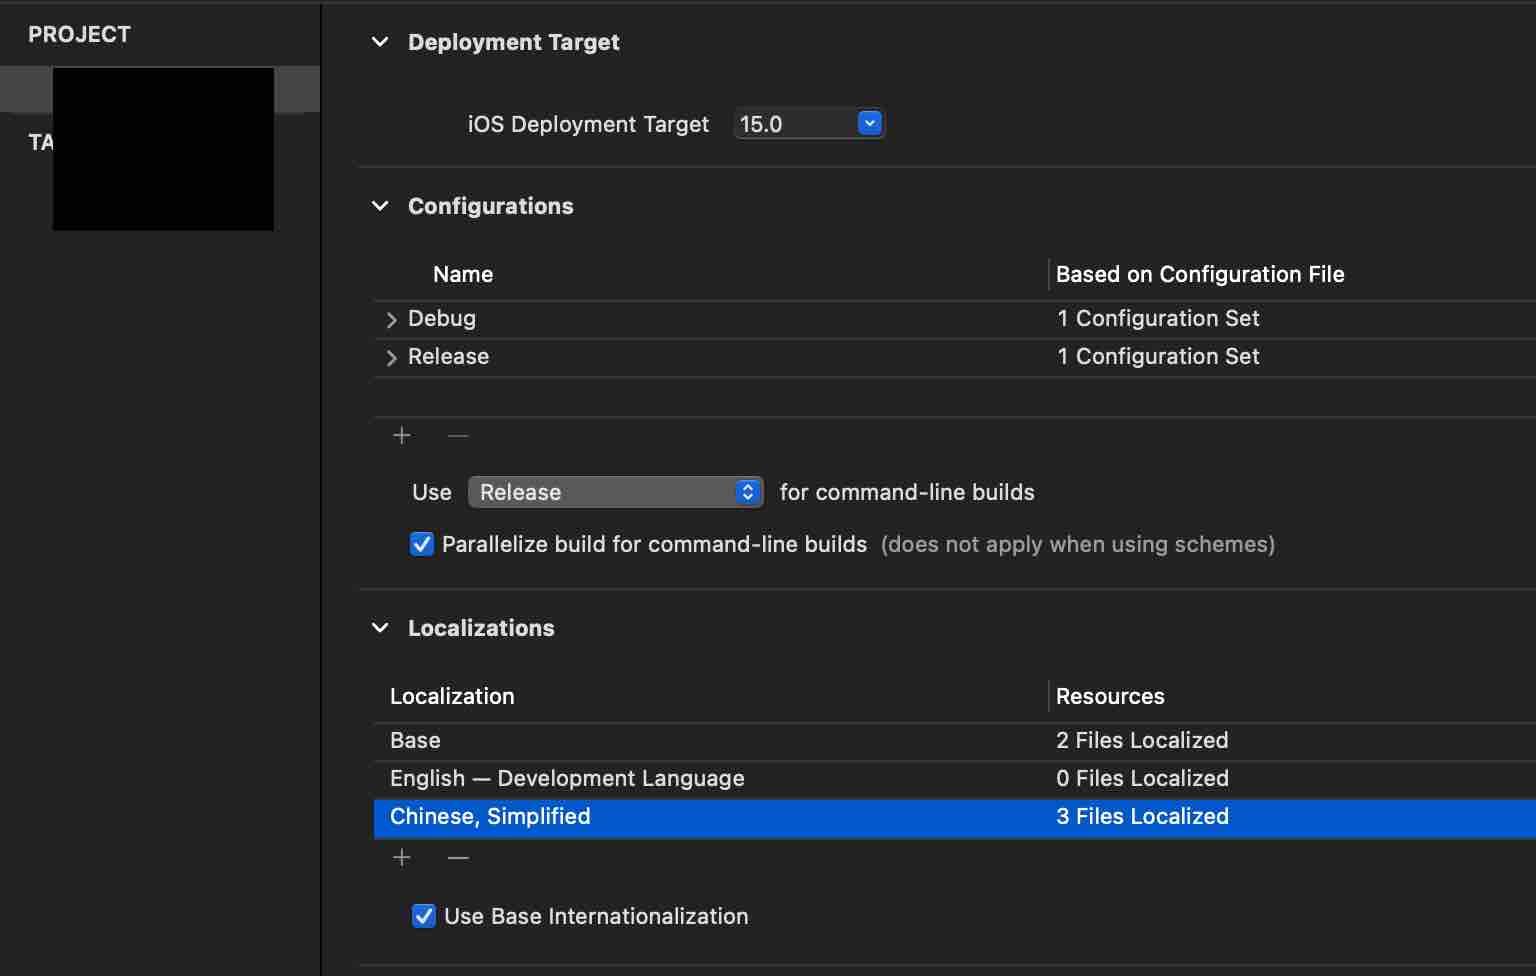 PROJECT
TA
Deployment Target
iOS Deployment Target 15.0
Configurations
Name Based on Configuration File
Debug 1 Configuration Set
Release 1 Configuration Set
Use Release for command-line builds
Parallelize build for command-line builds (does not apply when using schemes)
Localizations
Localization Resources
Base 2 Files Localized
English — Development Language 0 Files Localized
Chinese, Simplified 3 Files Localized
Use Base Internationalization